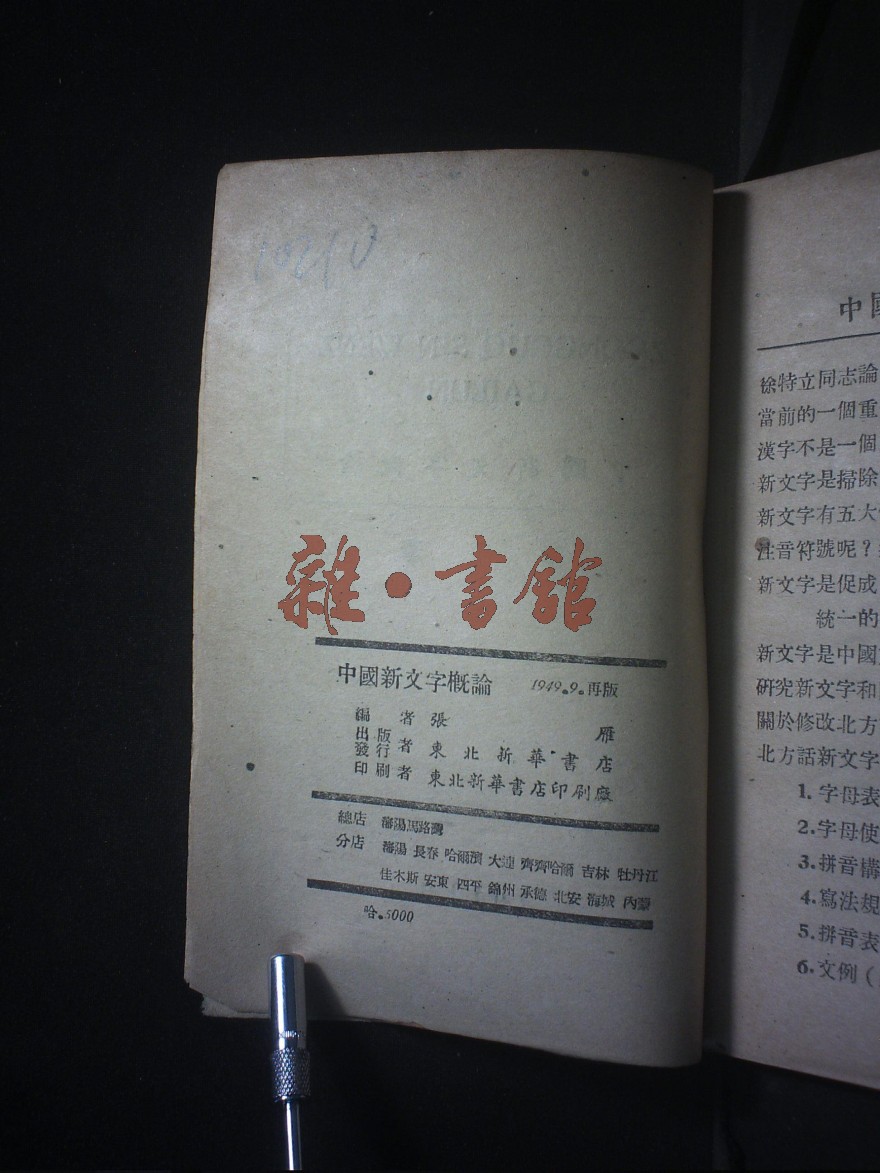 雜·書館
中國新文字概論 1949.9.再版
編者 張雁
出版發行者 東北新華書店
印刷者 東北新華書店印刷廠
總店 瀋陽馬路灣
分店 瀋陽 長春 哈爾濱 大連 齊齊哈爾 吉林 牡丹江
佳木斯 安東 四平 錦州 承德 北安 海城 內蒙
哈.5000
中
徐特立同志論
當前的一個重
漢字不是一個
新文字是掃除
新文字有五大
注音符號呢?
新文字是促成
統一的
新文字是中國
研究新文字和
關於修改北方
北方話新文字
1.字母表
2.字母使
3.拼音構
4.寫法規
5.拼音表
6.文例(